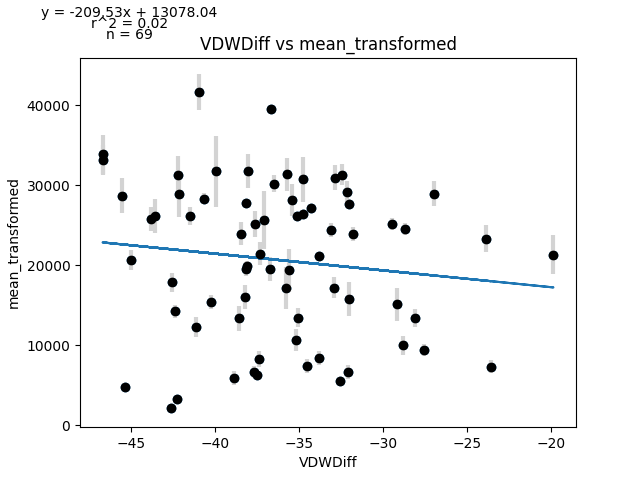 y = -209.53x + 13078.04
r^2 = 0.02
n = 69
VDWDiff vs mean_transformed
mean_transformed
40000
30000
20000
10000
0
−45
−40
−35
−30
−25
−20
VDWDiff